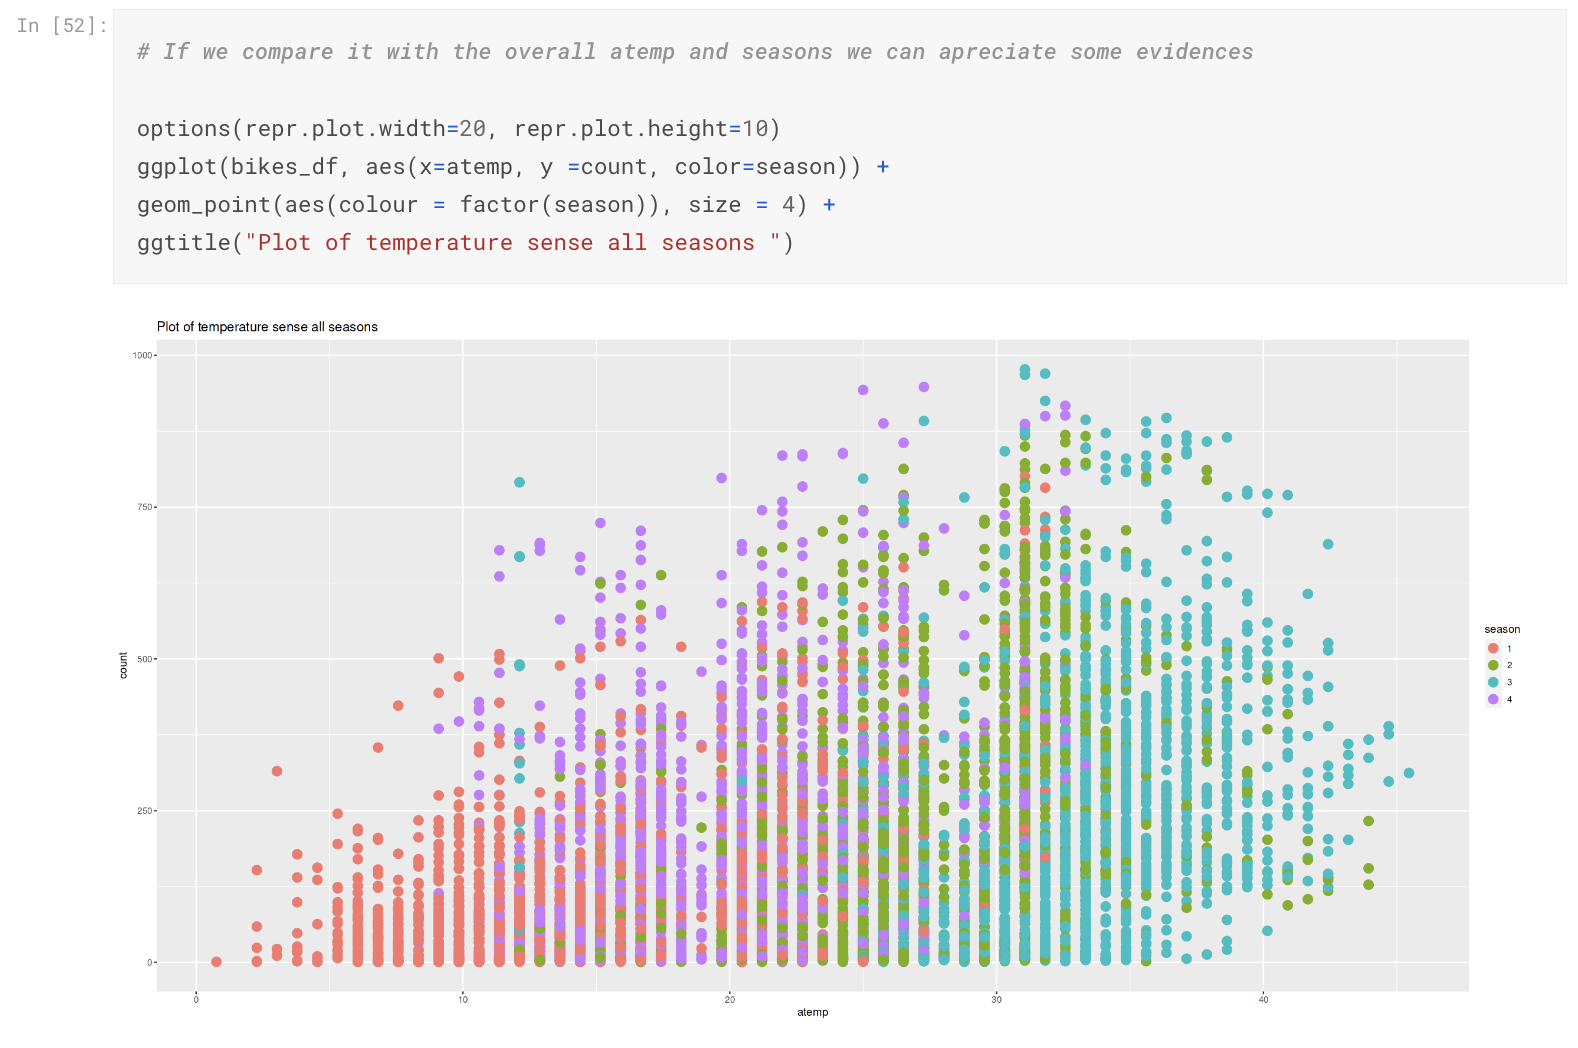 In [52]:
# If we compare it with the overall atemp and seasons we can apreciate some evidences
options(repr.plot.width=20, repr.plot.height=10)
ggplot(bikes_df, aes(x=atemp, y =count, color=season)) +
geom_point(aes(colour = factor(season)), size = 4) +
ggtitle("Plot of temperature sense all seasons ")
Plot of temperature sense all seasons
1000
750
500
250
0
count
0 10 20 30 40
atemp
season
1
2
3
4